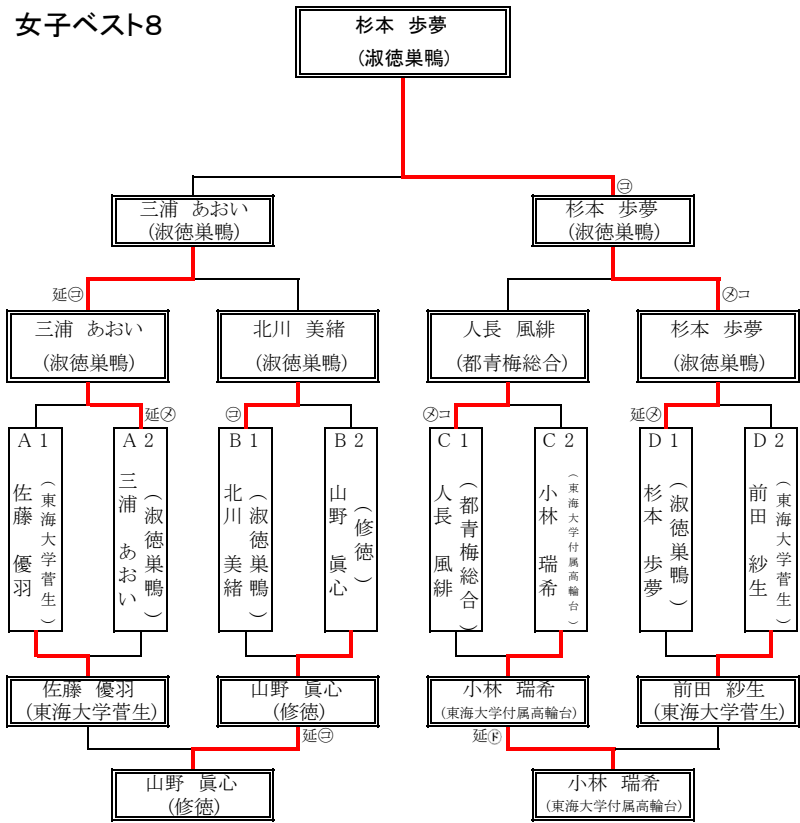 女子ベスト8
杉本 歩夢
(淑徳巣鴨)
㋙
三浦 あおい
(淑徳巣鴨)
杉本 歩夢
(淑徳巣鴨)
延㋙
㋱コ
三浦 あおい
(淑徳巣鴨)
北川 美緒
(淑徳巣鴨)
人長 風緋
(都青梅総合)
杉本 歩夢
(淑徳巣鴨)
延㋱
㋙
㋱コ
延㋱
A1
佐藤 優羽
(東海大学菅生)
A2
三浦 あおい
(淑徳巣鴨)
B1
北川 美緒
(淑徳巣鴨)
B2
山野 眞心
(修徳)
C1
人長 風緋
(都青梅総合)
C2
小林 瑞希
(東海大学付属高輪台)
D1
杉本 歩夢
(淑徳巣鴨)
D2
前田 紗生
(東海大学菅生)
佐藤 優羽
(東海大学菅生)
山野 眞心
(修徳)
小林 瑞希
(東海大学付属高輪台)
前田 紗生
(東海大学菅生)
延㋙
延㋣゙
山野 眞心
(修徳)
小林 瑞希
(東海大学付属高輪台)